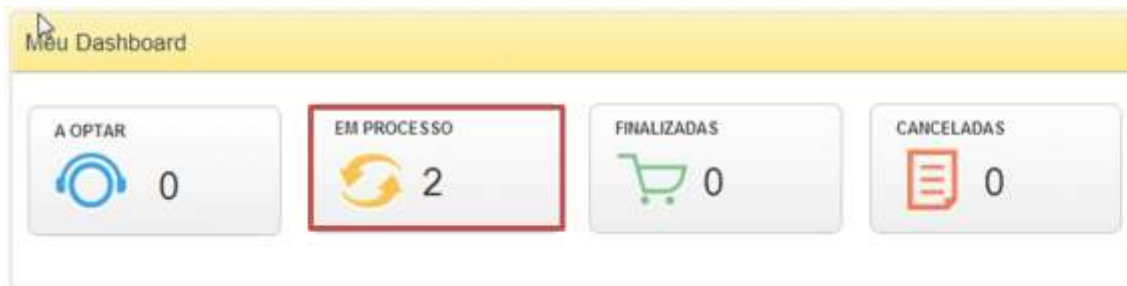 Meu Dashboard
A OPTAR
0
EM PROCESSO
2
FINALIZADAS
0
CANCELADAS
0